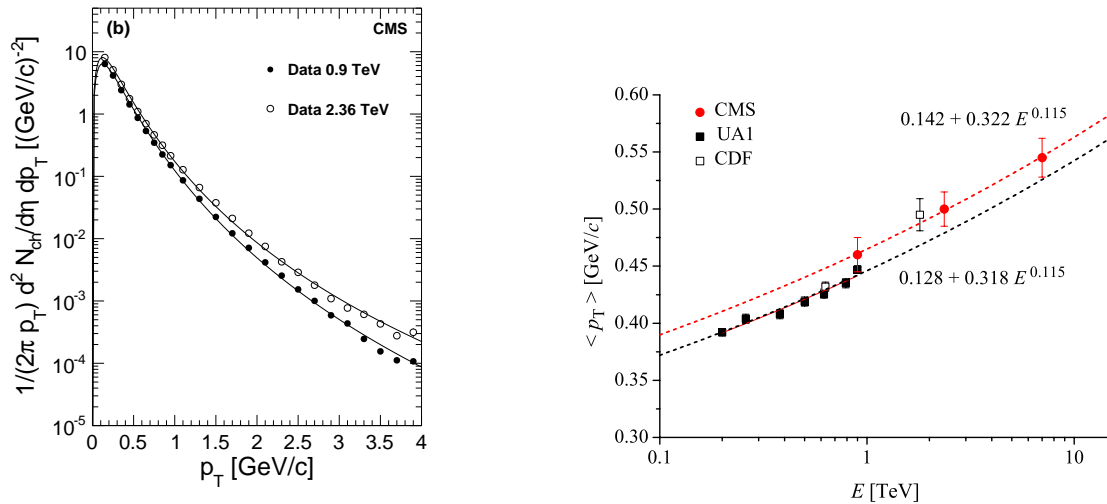 (b) CMS
Data 0.9 TeV
Data 2.36 TeV
1/(2π p_T) d² N_ch/dη dp_T [(GeV/c)⁻²]
10
1
10⁻¹
10⁻²
10⁻³
10⁻⁴
10⁻⁵
0 0.5 1 1.5 2 2.5 3 3.5 4
p_T [GeV/c]
CMS
UA1
CDF
0.142 + 0.322 E^0.115
0.128 + 0.318 E^0.115
< p_T > [GeV/c]
0.60
0.55
0.50
0.45
0.40
0.35
0.30
0.1 1 10
E [TeV]